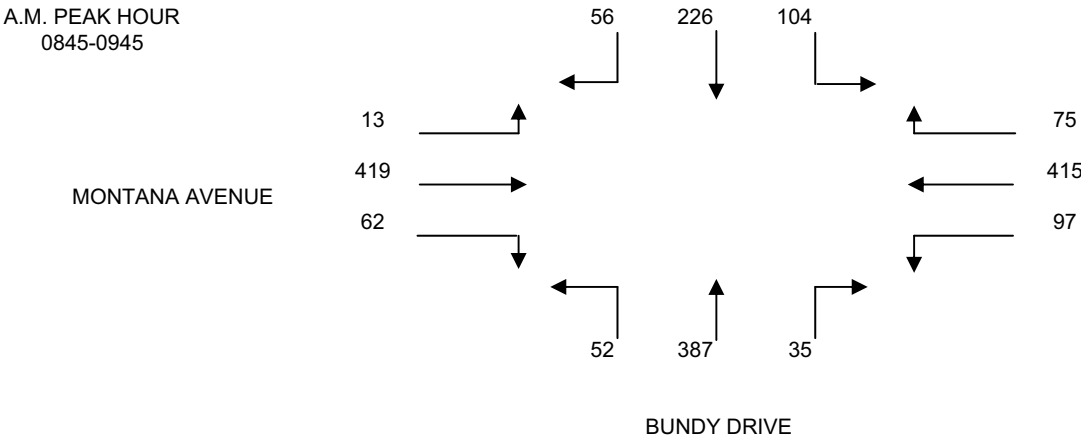 A.M. PEAK HOUR
0845-0945
56 226 104
13 75
419 415
MONTANA AVENUE
62 97
52 387 35
BUNDY DRIVE